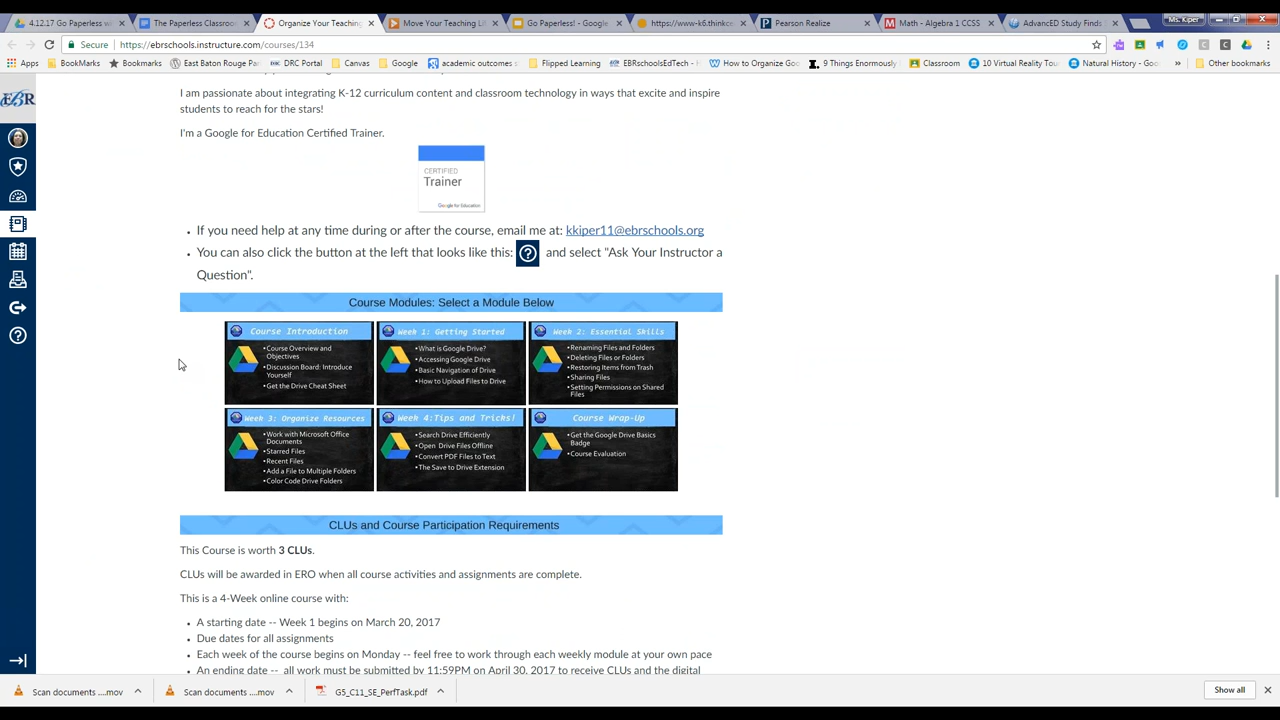 4.12.17 Go Paperless wit
The Paperless Classroom
Organize Your Teaching
Move Your Teaching Li
Go Paperless! - Google
https://www-k6.thinkce
Pearson Realize
Math - Algebra 1 CCSS
AdvancED Study Finds
Ms. Kiper
Secure
https://ebrschools.instructure.com/courses/134
Apps
BookMarks
Bookmarks
East Baton Rouge Par
DRC Portal
Canvas
Google
academic outcomes s
Flipped Learning
EBRschoolsEdTech -
How to Organize Goo
9 Things Enormously
Classroom
10 Virtual Reality Tou
Natural History - Goo
Other bookmarks
EBR
I am passionate about integrating K-12 curriculum content and classroom technology in ways that excite and inspire
students to reach for the stars!
I'm a Google for Education Certified Trainer.
CERTIFIED
Trainer
Google for Education
• If you need help at any time during or after the course, email me at: kkiper11@ebrschools.org
• You can also click the button at the left that looks like this: ? and select "Ask Your Instructor a
Question".
Course Modules: Select a Module Below
Course Introduction
•Course Overview and
Objectives
•Discussion Board: Introduce
Yourself
•Get the Drive Cheat Sheet
Week 1: Getting Started
•What is Google Drive?
•Accessing Google Drive
•Basic Navigation of Drive
•How to Upload Files to Drive
Week 2: Essential Skills
•Renaming Files and Folders
•Deleting Files or Folders
•Restoring Items from Trash
•Sharing Files
•Setting Permissions on Shared
Files
Week 3: Organize Resources
•Work with Microsoft Office
Documents
•Starred Files
•Recent Files
•Add a File to Multiple Folders
•Color Code Drive Folders
Week 4:Tips and Tricks!
•Search Drive Efficiently
•Open Drive Files Offline
•Convert PDF Files to Text
•The Save to Drive Extension
Course Wrap-Up
•Get the Google Drive Basics
Badge
•Course Evaluation
CLUs and Course Participation Requirements
This Course is worth 3 CLUs.
CLUs will be awarded in ERO when all course activities and assignments are complete.
This is a 4-Week online course with:
• A starting date -- Week 1 begins on March 20, 2017
• Due dates for all assignments
• Each week of the course begins on Monday -- feel free to work through each weekly module at your own pace
• An ending date -- all work must be submitted by 11:59PM on April 30, 2017 to receive CLUs and the digital
Scan documents ....mov
Scan documents ....mov
G5_C11_SE_PerfTask.pdf
Show all